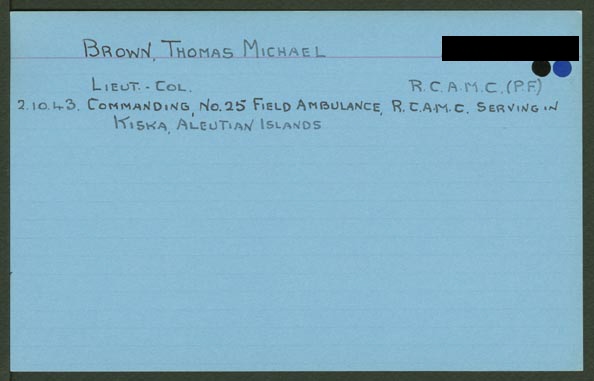 BROWN, THOMAS MICHAEL
LIEUT.-COL. R.C.A.M.C. (P.F.)
2.10.43. COMMANDING, NO. 25 FIELD AMBULANCE, R.C.A.M.C. SERVING IN
KISKA, ALEUTIAN ISLANDS